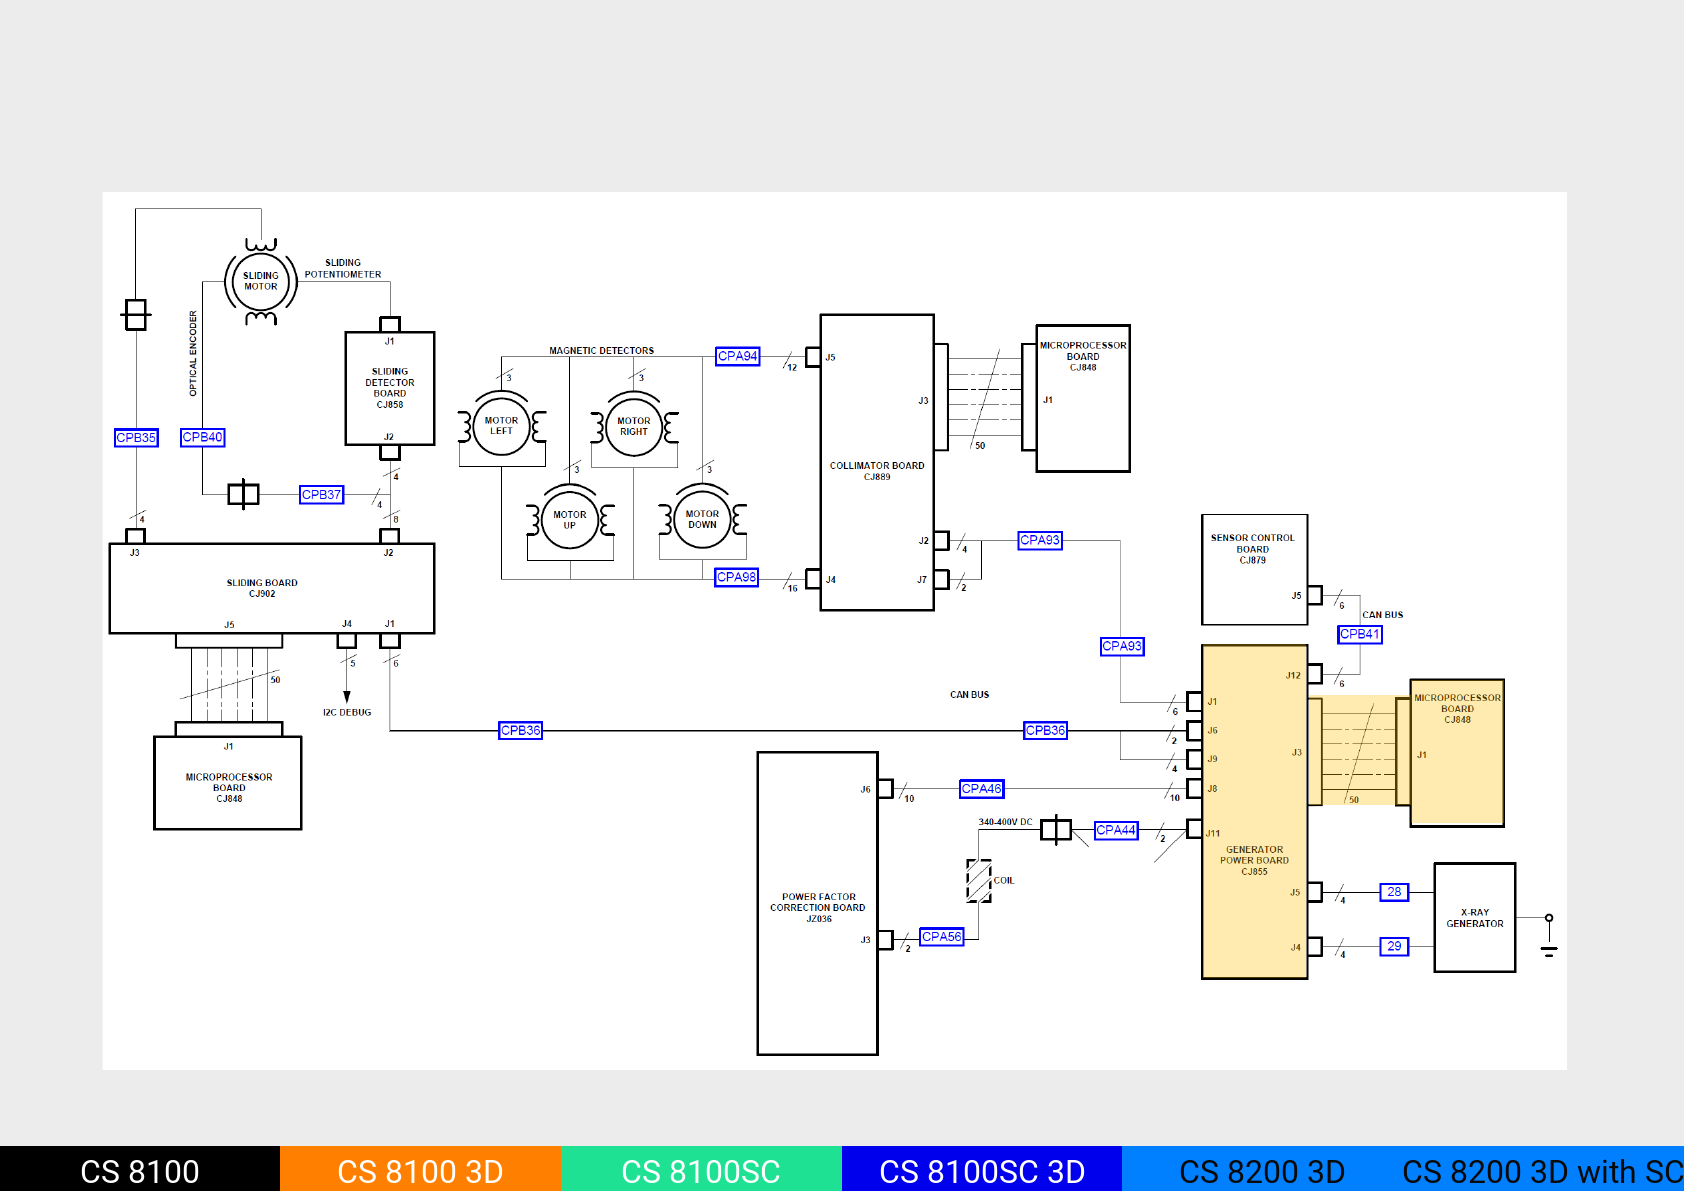 SLIDING
POTENTIOMETER
SLIDING
MOTOR
OPTICAL ENCODER
J1
SLIDING
DETECTOR
BOARD
CJ858
J2
CPB35
CPB40
4
CPB37
4
8
4
J3
J2
SLIDING BOARD
CJ902
J5
J4
J1
50
5
6
I2C DEBUG
J1
MICROPROCESSOR
BOARD
CJ848
MAGNETIC DETECTORS
CPA94
12
3
3
MOTOR
LEFT
MOTOR
RIGHT
3
3
MOTOR
UP
MOTOR
DOWN
CPA98
16
J5
J3
COLLIMATOR BOARD
CJ889
J2
J7
J4
4
2
50
MICROPROCESSOR
BOARD
CJ848
J1
CPA93
CPA93
SENSOR CONTROL
BOARD
CJ879
J5
6
CAN BUS
CPB41
6
J12
CAN BUS
CPB36
CPB36
6
2
4
10
2
J1
J6
J9
J8
J11
J3
GENERATOR
POWER BOARD
CJ855
J5
J4
MICROPROCESSOR
BOARD
CJ848
J1
50
J6
10
CPA46
340-400V DC
CPA44
COIL
POWER FACTOR
CORRECTION BOARD
JZ036
J3
2
CPA56
4
28
4
29
X-RAY
GENERATOR
CS 8100
CS 8100 3D
CS 8100SC
CS 8100SC 3D
CS 8200 3D
CS 8200 3D with SC